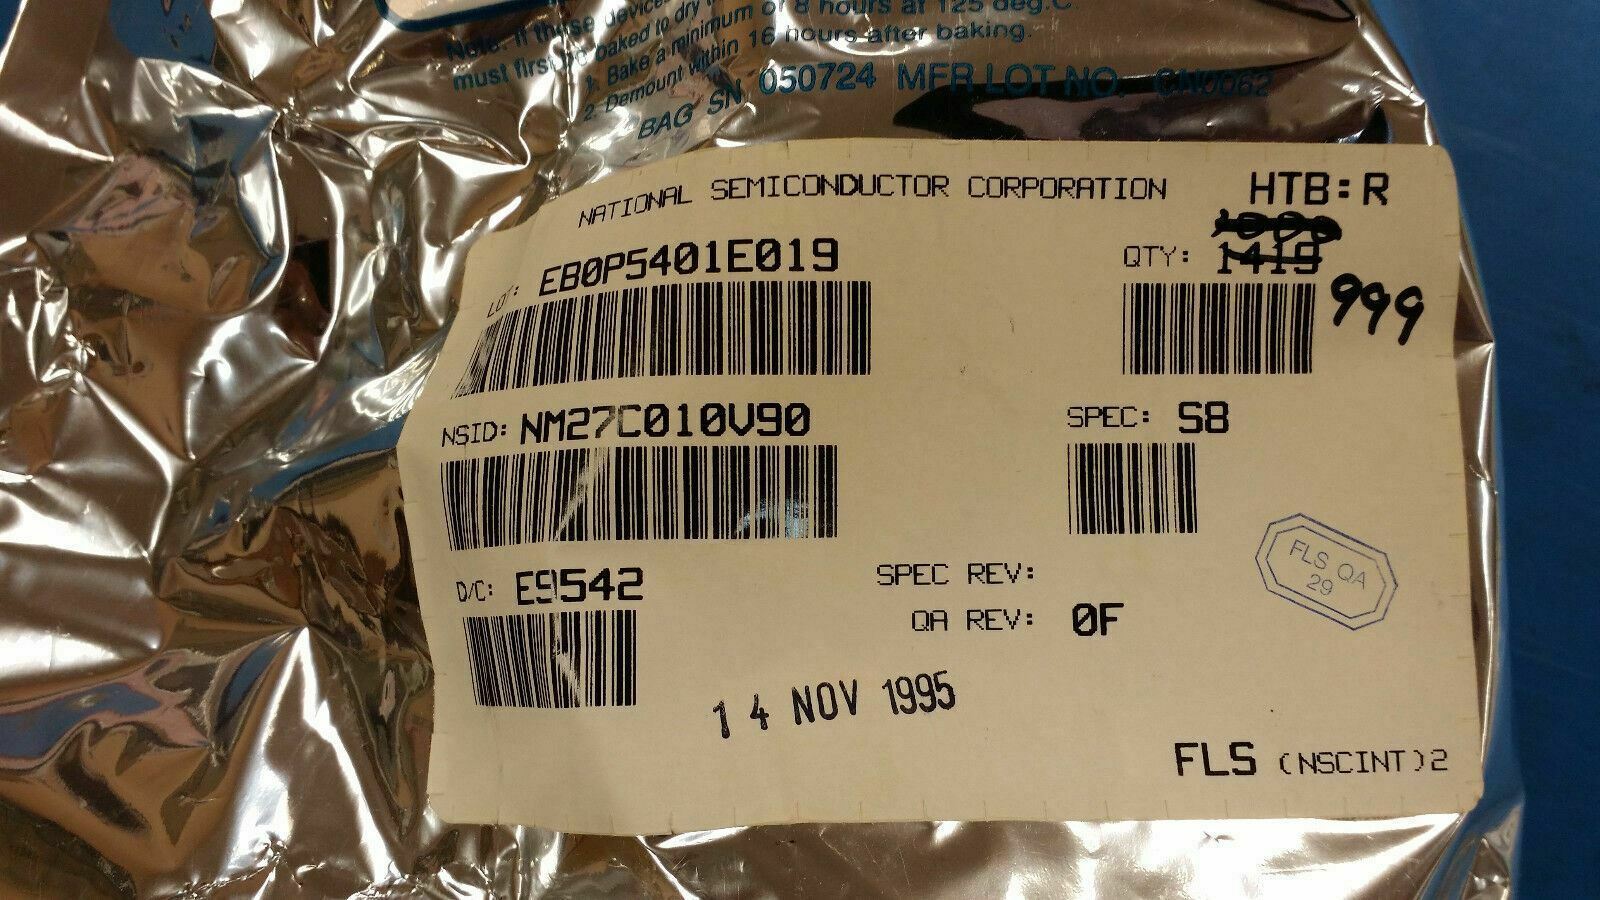 Note: If these devices
must first be baked to dry
1. Bake a minimum of 8 hours at 125 deg.C.
2. Demount within 16 hours after baking.
BAG SN 050724 MFR LOT NO. CN0062
NATIONAL SEMICONDUCTOR CORPORATION HTB:R
1000
LOT: EB0P5401E019 QTY: 1419
999
NSID: NM27C010V90 SPEC: S8
FLS QA
29
D/C: E9542 SPEC REV:
QA REV: 0F
14 NOV 1995
FLS (NSCINT)2